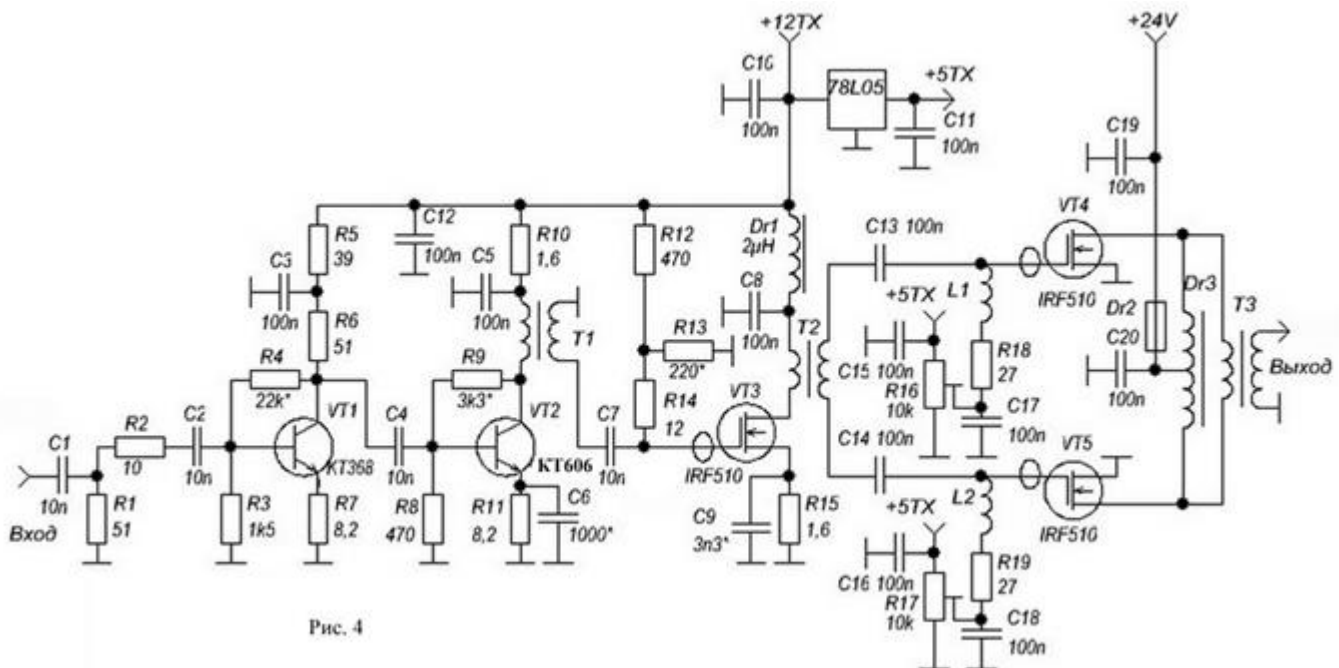 +12TX
+24V
C10
100n
78L05
+5TX
C11
100n
C19
100n
R5
39
C12
100n
R10
1,6
R12
470
Dr1
2µH
C13 100n
VT4
IRF510
C3
100n
R6
51
C5
100n
T1
C8
100n
T2
+5TX
L1
Dr2
Dr3
T3
R4
22k*
R9
3k3*
R13
220*
C15
100n
R16
10k
R18
27
C20
100n
Выход
C1
10n
R2
10
C2
10n
VT1
KT368
C4
10n
VT2
KT606
C7
10n
R14
12
VT3
IRF510
C14
100n
C17
100n
VT5
IRF510
Вход
R1
51
R3
1k5
R7
8,2
R8
470
R11
8,2
C6
1000*
C9
3n3*
R15
1,6
+5TX
L2
C16 100n
R17
10k
R19
27
C18
100n
Рис. 4